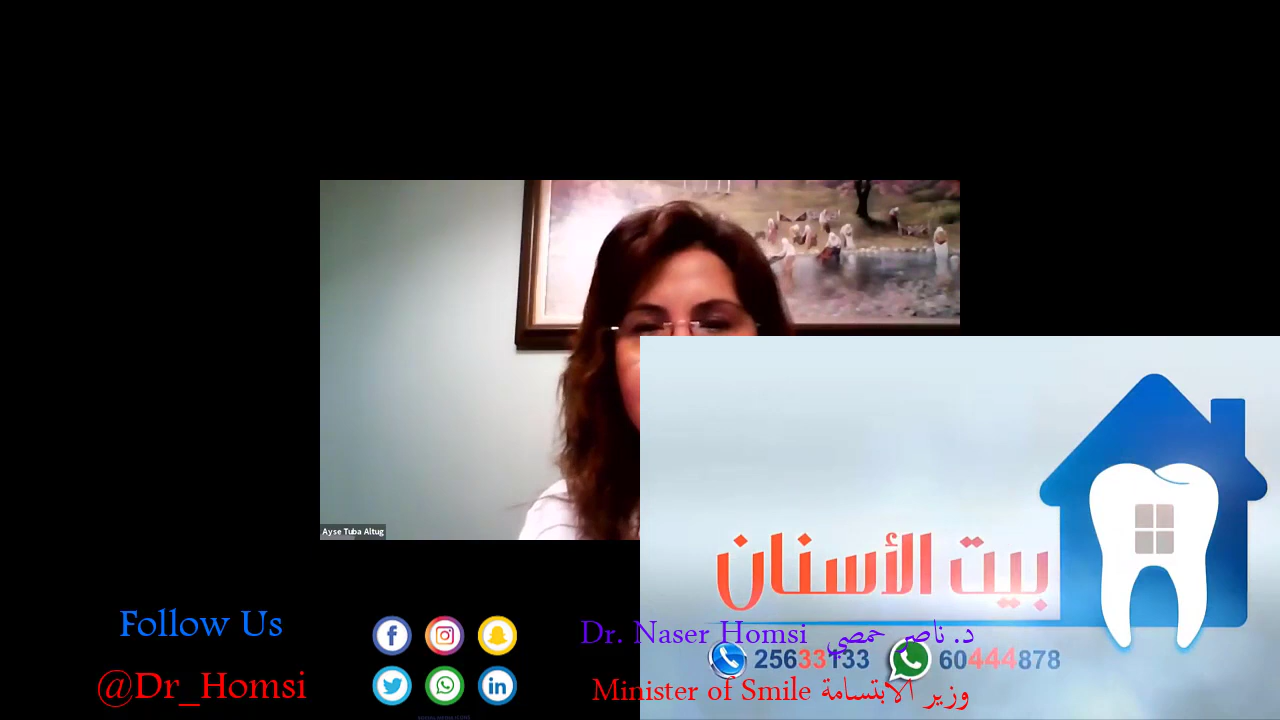 Ayse Tuba Altug
بيت الأسنان
Follow Us
Dr. Naser Homsi د. ناصر حمصي
25633133 60444878
@Dr_Homsi
Minister of Smile وزير الابتسامة